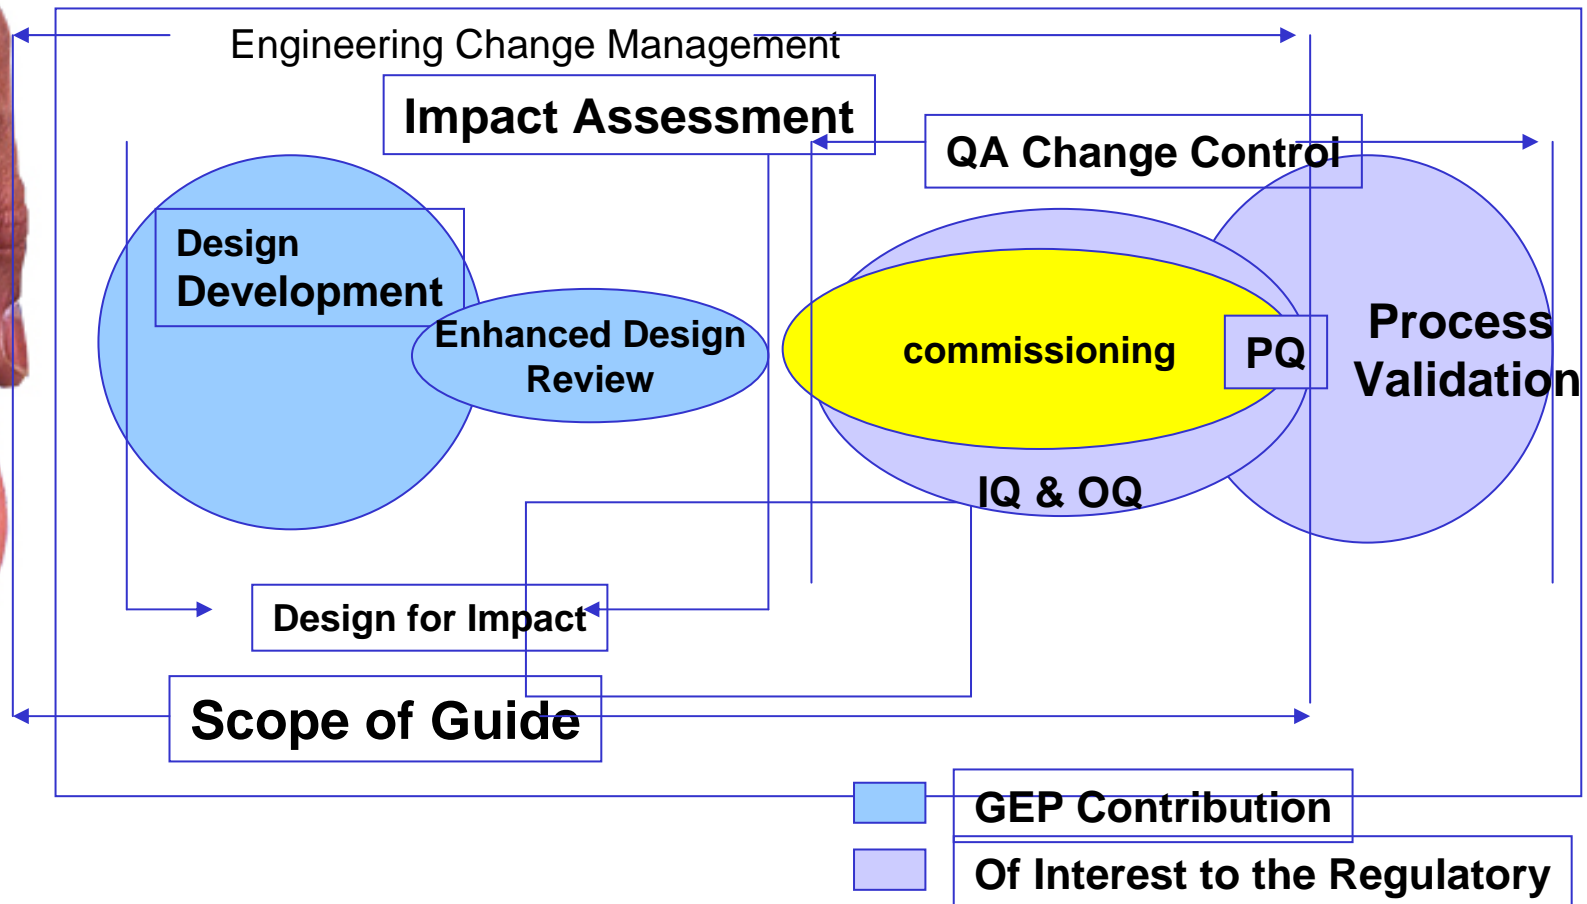 Engineering Change Management
Impact Assessment
QA Change Control
Design
Development
Enhanced Design
Review
commissioning
PQ
Process
Validation
IQ & OQ
Design for Impact
Scope of Guide
GEP Contribution
Of Interest to the Regulatory